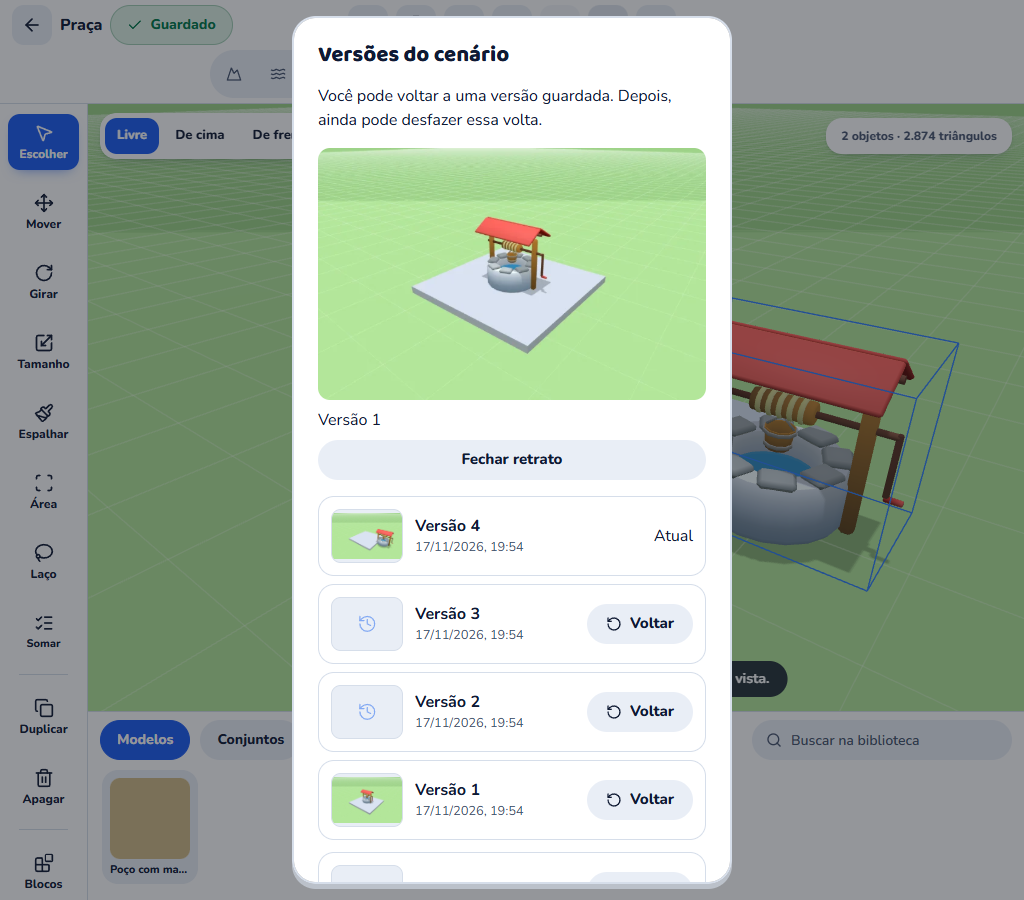 Praça
Guardado
Versões do cenário
Você pode voltar a uma versão guardada. Depois,
ainda pode desfazer essa volta.
Livre
De cima
2 objetos · 2.874 triângulos
Escolher
Mover
Girar
Tamanho
Espalhar
Área
Laço
Somar
Duplicar
Apagar
Blocos
Versão 1
Fechar retrato
Versão 4
17/11/2026, 19:54
Atual
Versão 3
17/11/2026, 19:54
Voltar
Versão 2
17/11/2026, 19:54
Voltar
Versão 1
17/11/2026, 19:54
Voltar
vista.
Modelos
Conjuntos
Buscar na biblioteca
Poço com ma...